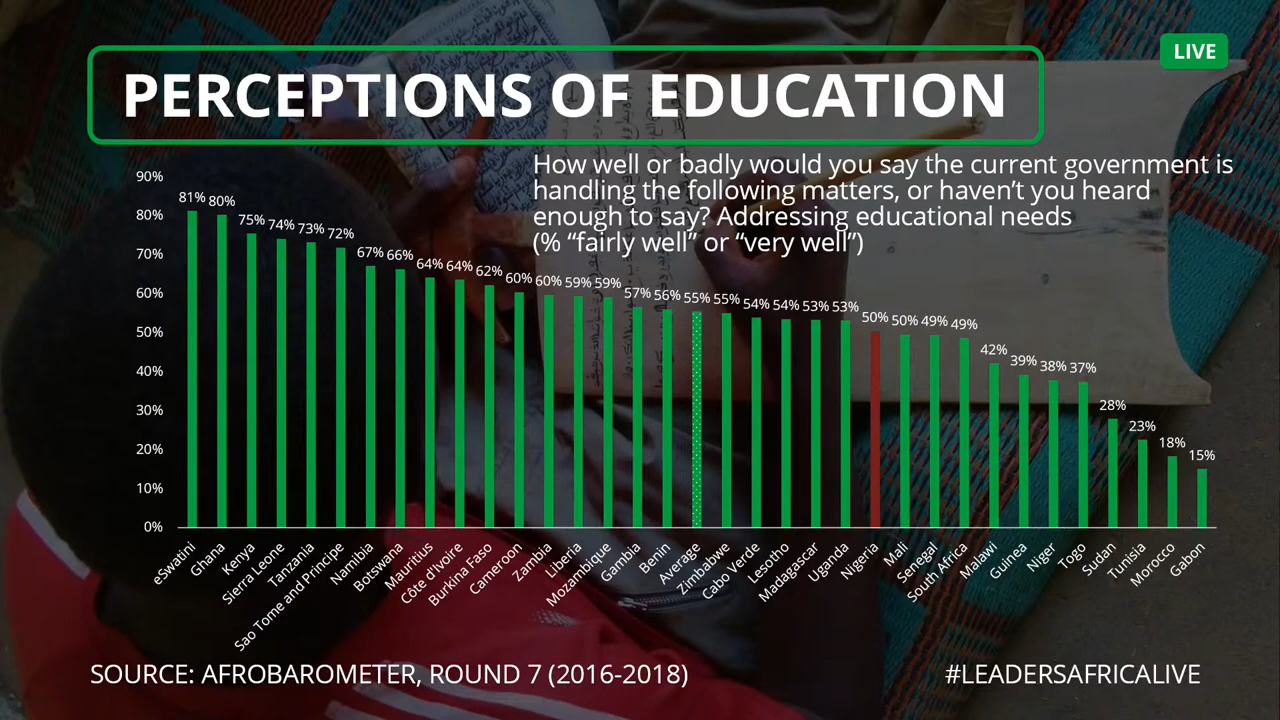 LIVE
PERCEPTIONS OF EDUCATION
How well or badly would you say the current government is
handling the following matters, or haven’t you heard
enough to say? Addressing educational needs
(% “fairly well” or “very well”)
90%
80%
70%
60%
50%
40%
30%
20%
10%
0%
81% 80% 75% 74% 73% 72% 67% 66% 64% 64% 62% 60% 60% 59% 59% 57% 56% 55% 55% 54% 54% 53% 53% 50% 50% 49% 49% 42% 39% 38% 37% 28% 23% 18% 15%
eSwatini
Ghana
Kenya
Sierra Leone
Tanzania
Sao Tome and Principe
Namibia
Botswana
Mauritius
Côte d'Ivoire
Burkina Faso
Cameroon
Zambia
Liberia
Mozambique
Gambia
Benin
Average
Zimbabwe
Cabo Verde
Lesotho
Madagascar
Uganda
Nigeria
Mali
Senegal
South Africa
Malawi
Guinea
Niger
Togo
Sudan
Tunisia
Morocco
Gabon
SOURCE: AFROBAROMETER, ROUND 7 (2016-2018)
#LEADERSAFRICALIVE